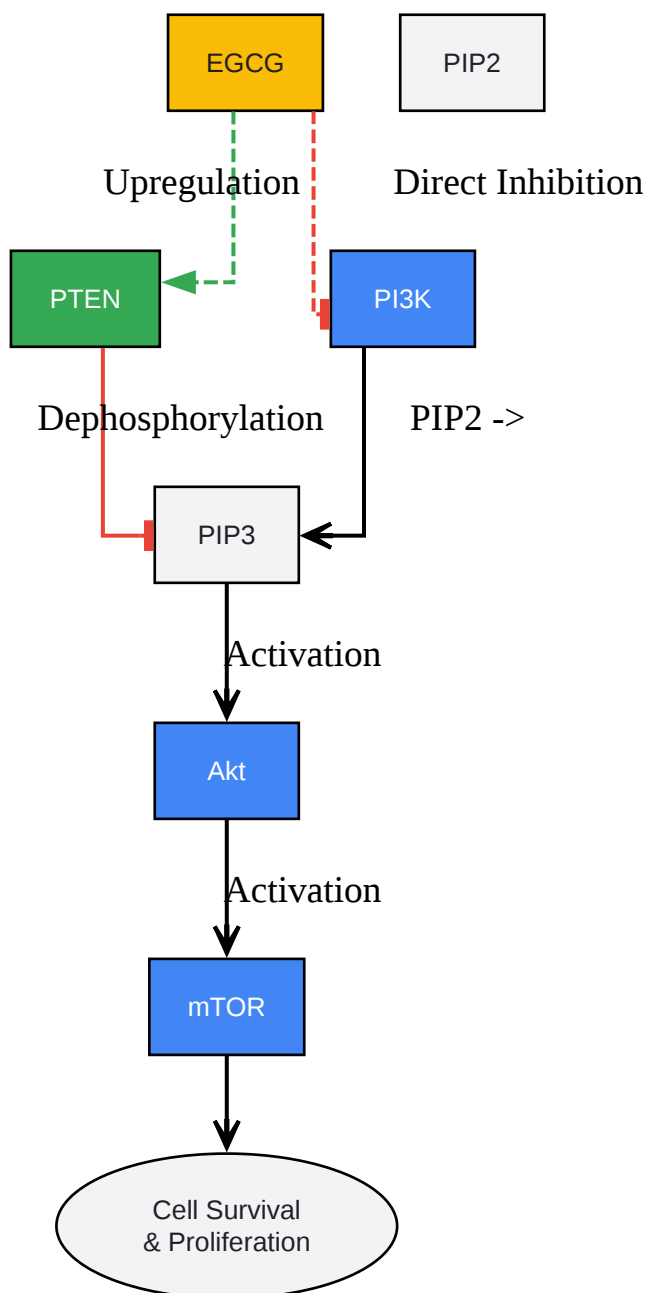 EGCG
PIP2
Upregulation
Direct Inhibition
PTEN
PI3K
Dephosphorylation
PIP2 ->
PIP3
Activation
Akt
Activation
mTOR
Cell Survival
& Proliferation